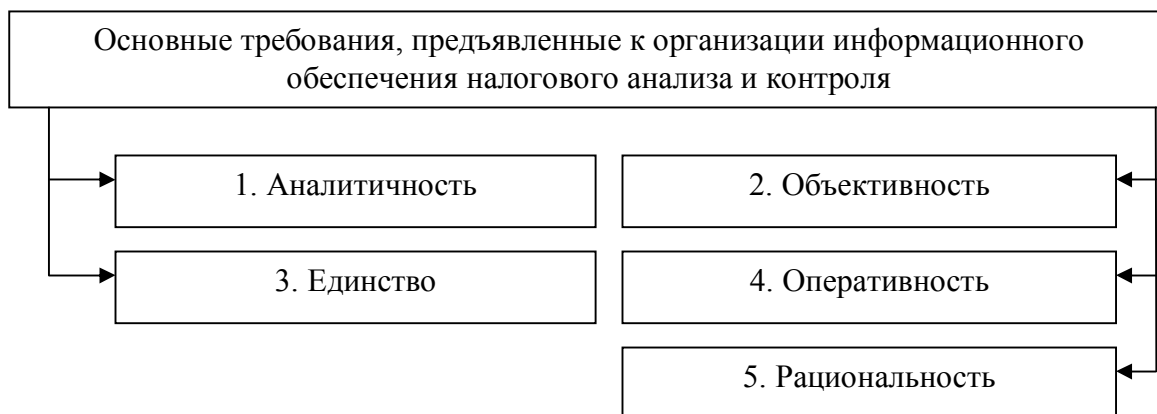 Основные требования, предъявленные к организации информационного
обеспечения налогового анализа и контроля
1. Аналитичность
2. Объективность
3. Единство
4. Оперативность
5. Рациональность